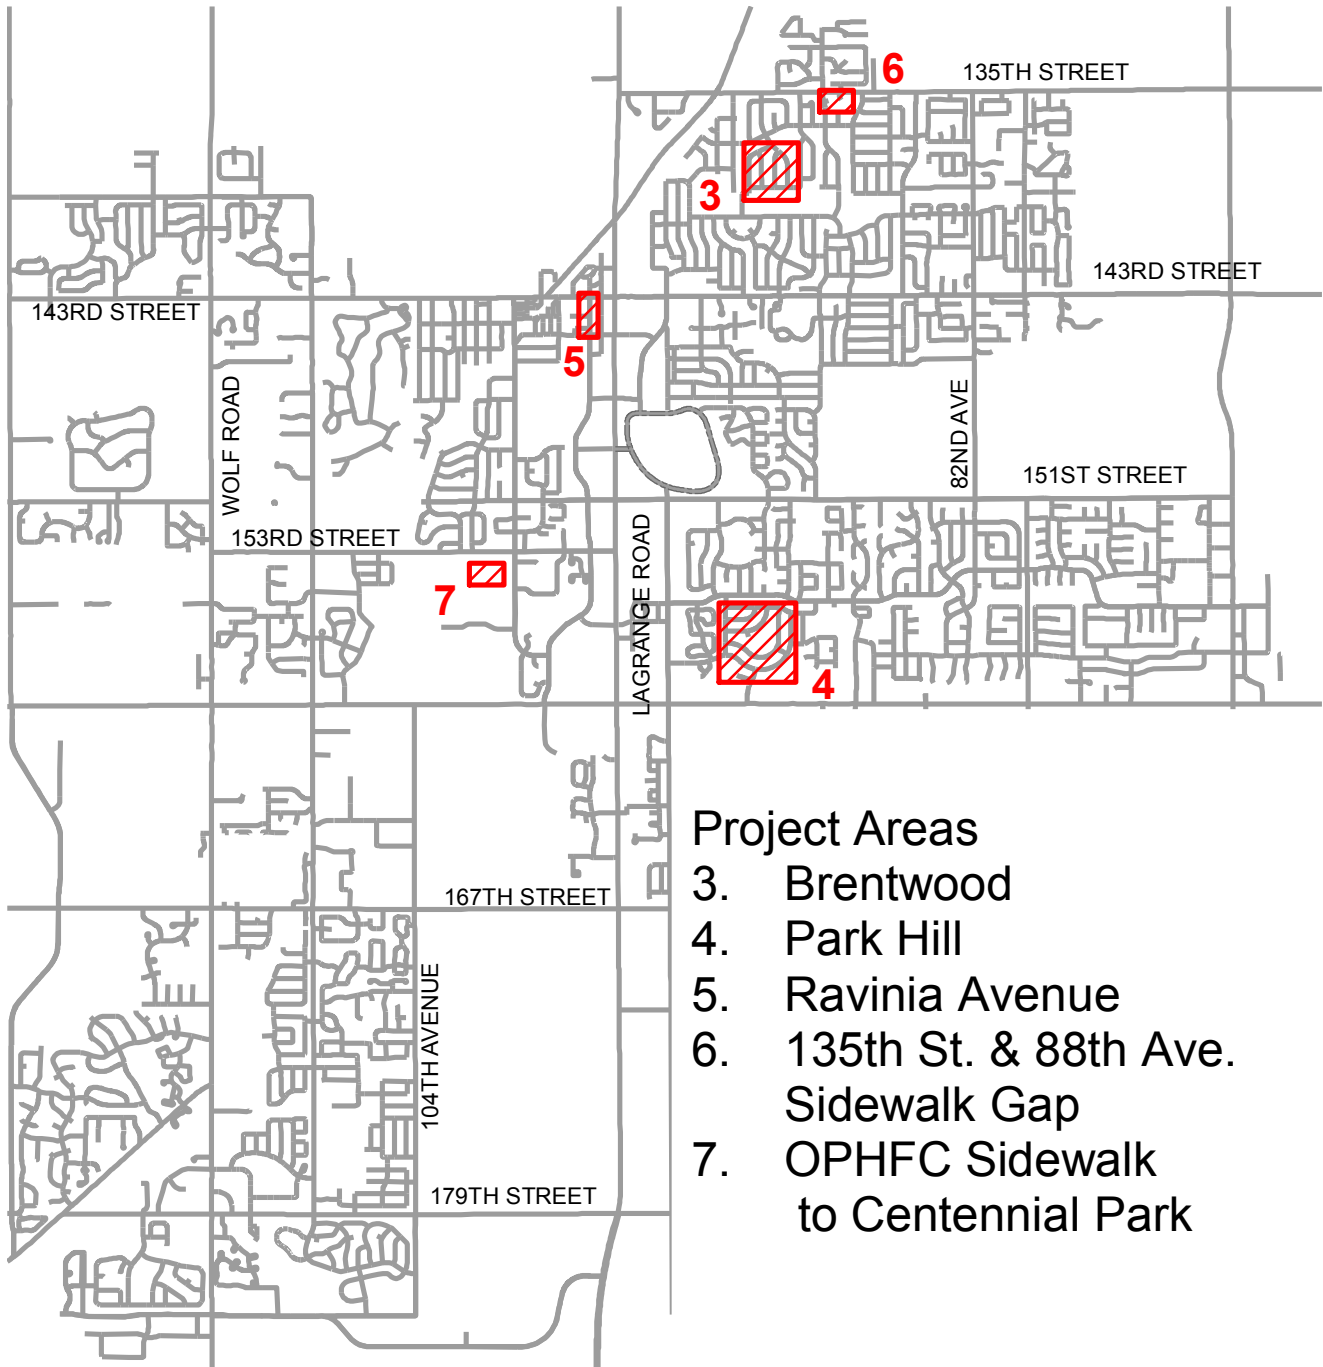 6
135TH STREET
3
143RD STREET
143RD STREET
5
WOLF ROAD
82ND AVE
151ST STREET
153RD STREET
LAGRANGE ROAD
7
4
Project Areas
3. Brentwood
4. Park Hill
5. Ravinia Avenue
6. 135th St. & 88th Ave.
Sidewalk Gap
7. OPHFC Sidewalk
to Centennial Park
167TH STREET
104TH AVENUE
179TH STREET